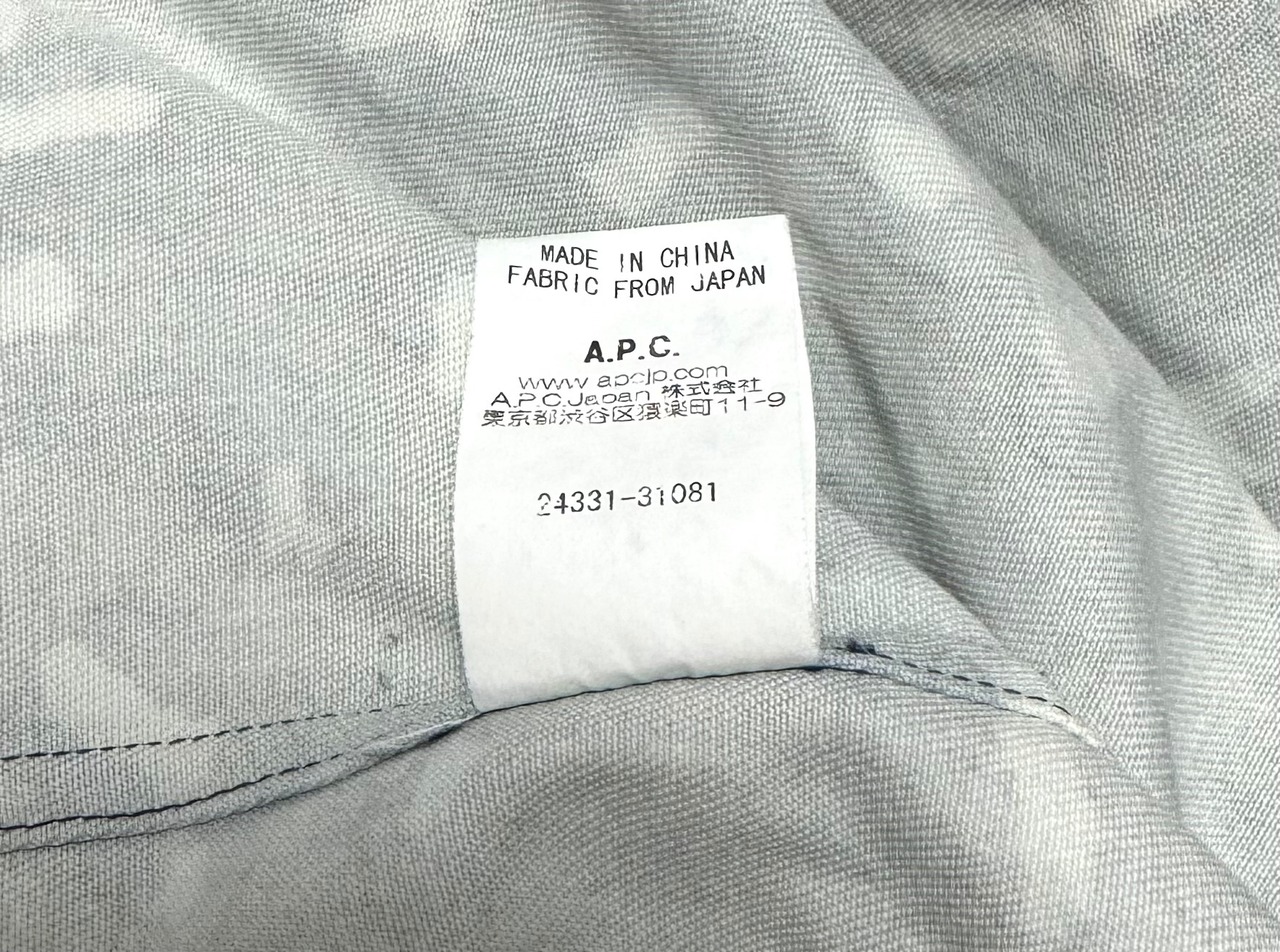 MADE IN CHINA
FABRIC FROM JAPAN
A.P.C.
www.apcjp.com
A.P.C.Japan 株式会社
東京都渋谷区猿楽町11-9
24331-31081